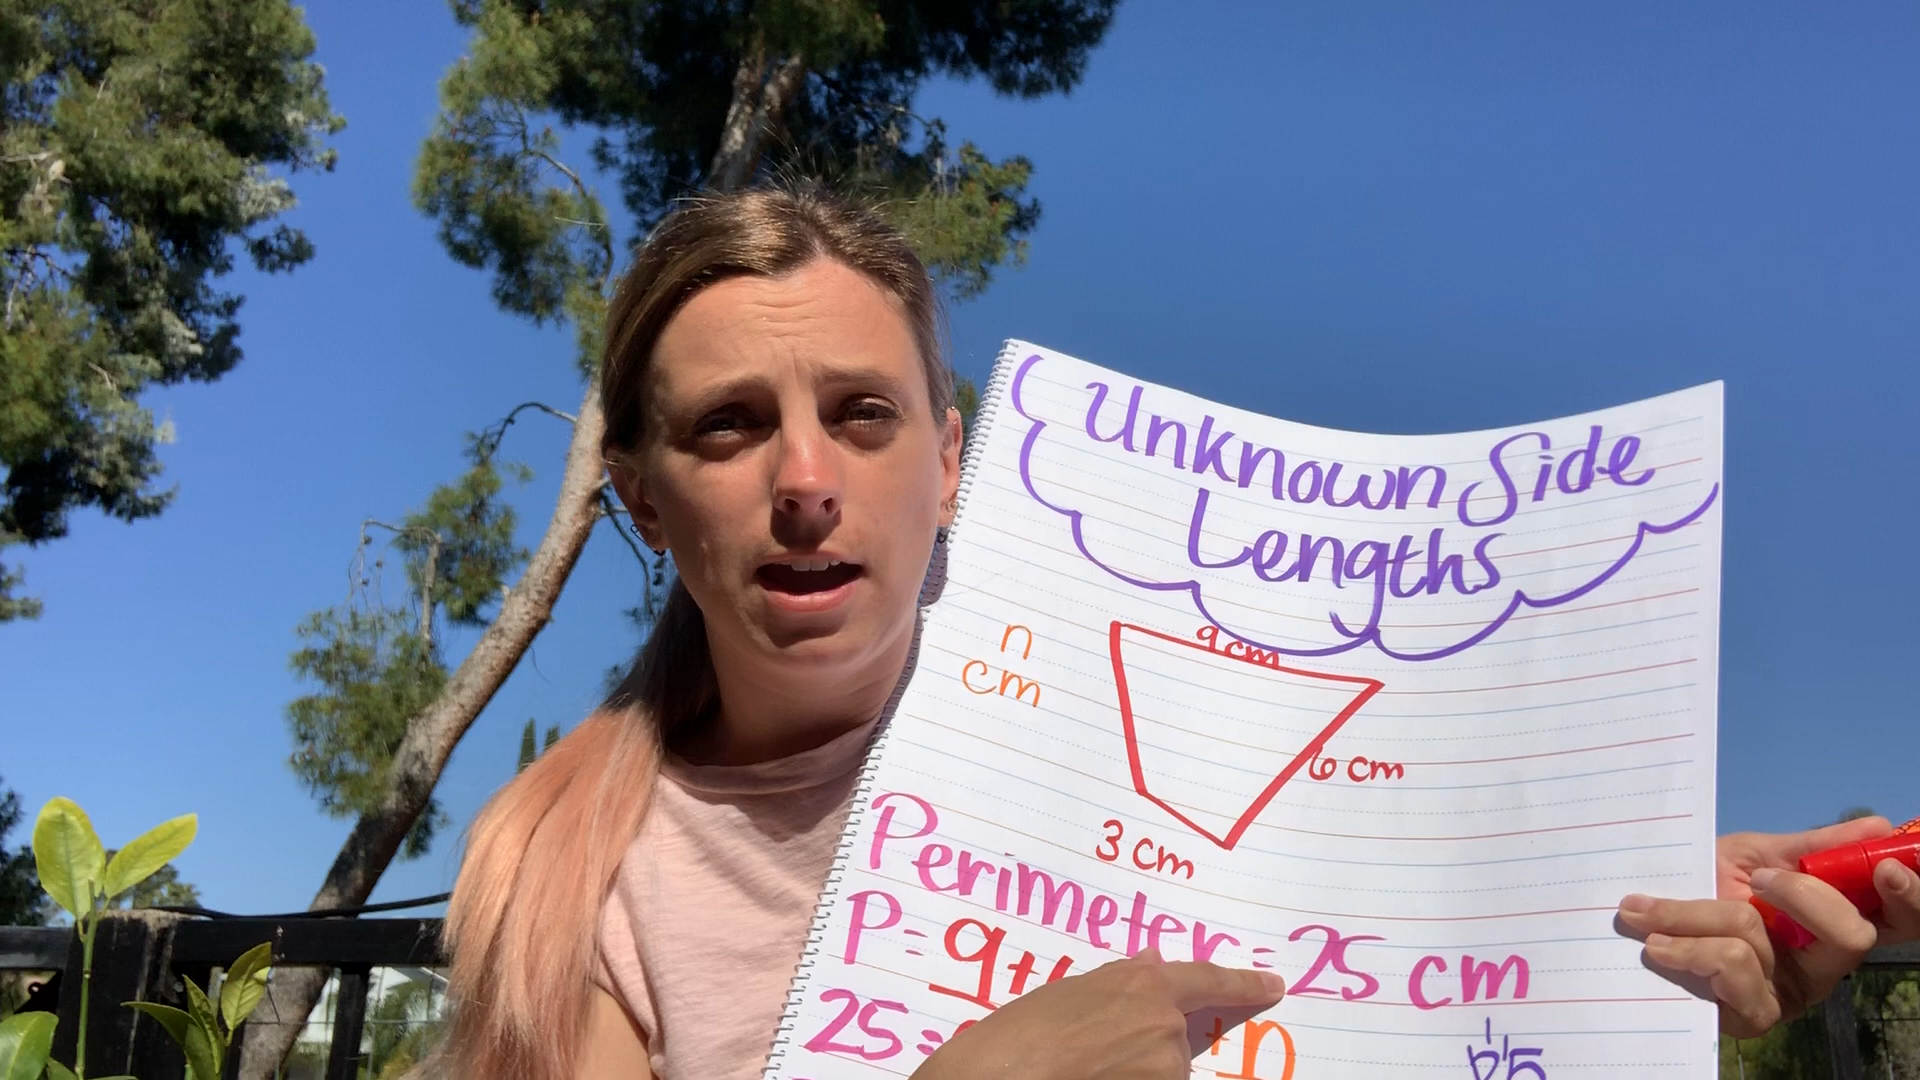 Unknown Side
Lengths
9 cm
n
cm
6 cm
3 cm
Perimeter = 25 cm
P = 9 +
25 =
+ n